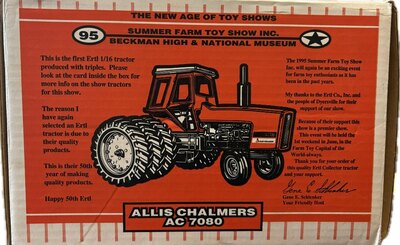 THE NEW AGE OF TOY SHOWS
95
SUMMER FARM TOY SHOW INC.
BECKMAN HIGH & NATIONAL MUSEUM
This is the first Ertl 1/16 tractor
produced with triples. Please
look at the card inside the box for
more info on the show tractors
for this show.
The reason I
have again
selected an Ertl
tractor is due to
their quality
products.
This is their 50th
year of making
quality products.
Happy 50th Ertl
The 1995 Summer Farm Toy Show
Inc. will again be an exciting event
for farm toy enthusiasts as it has
been in the past years.
My thanks to the Ertl Co., Inc. and the
people of Dyersville for their
support of our show.
Because of their support this
show is a premier show.
This event will be held the
1st weekend in June, in the
Farm Toy Capital of the
World-always.
Thank you for your order of
this quality Ertl Collector tractor
and your support.
Gene E. Schlenker
Gene E. Schlenker
Your Friendly Host
ALLIS CHALMERS
AC 7080